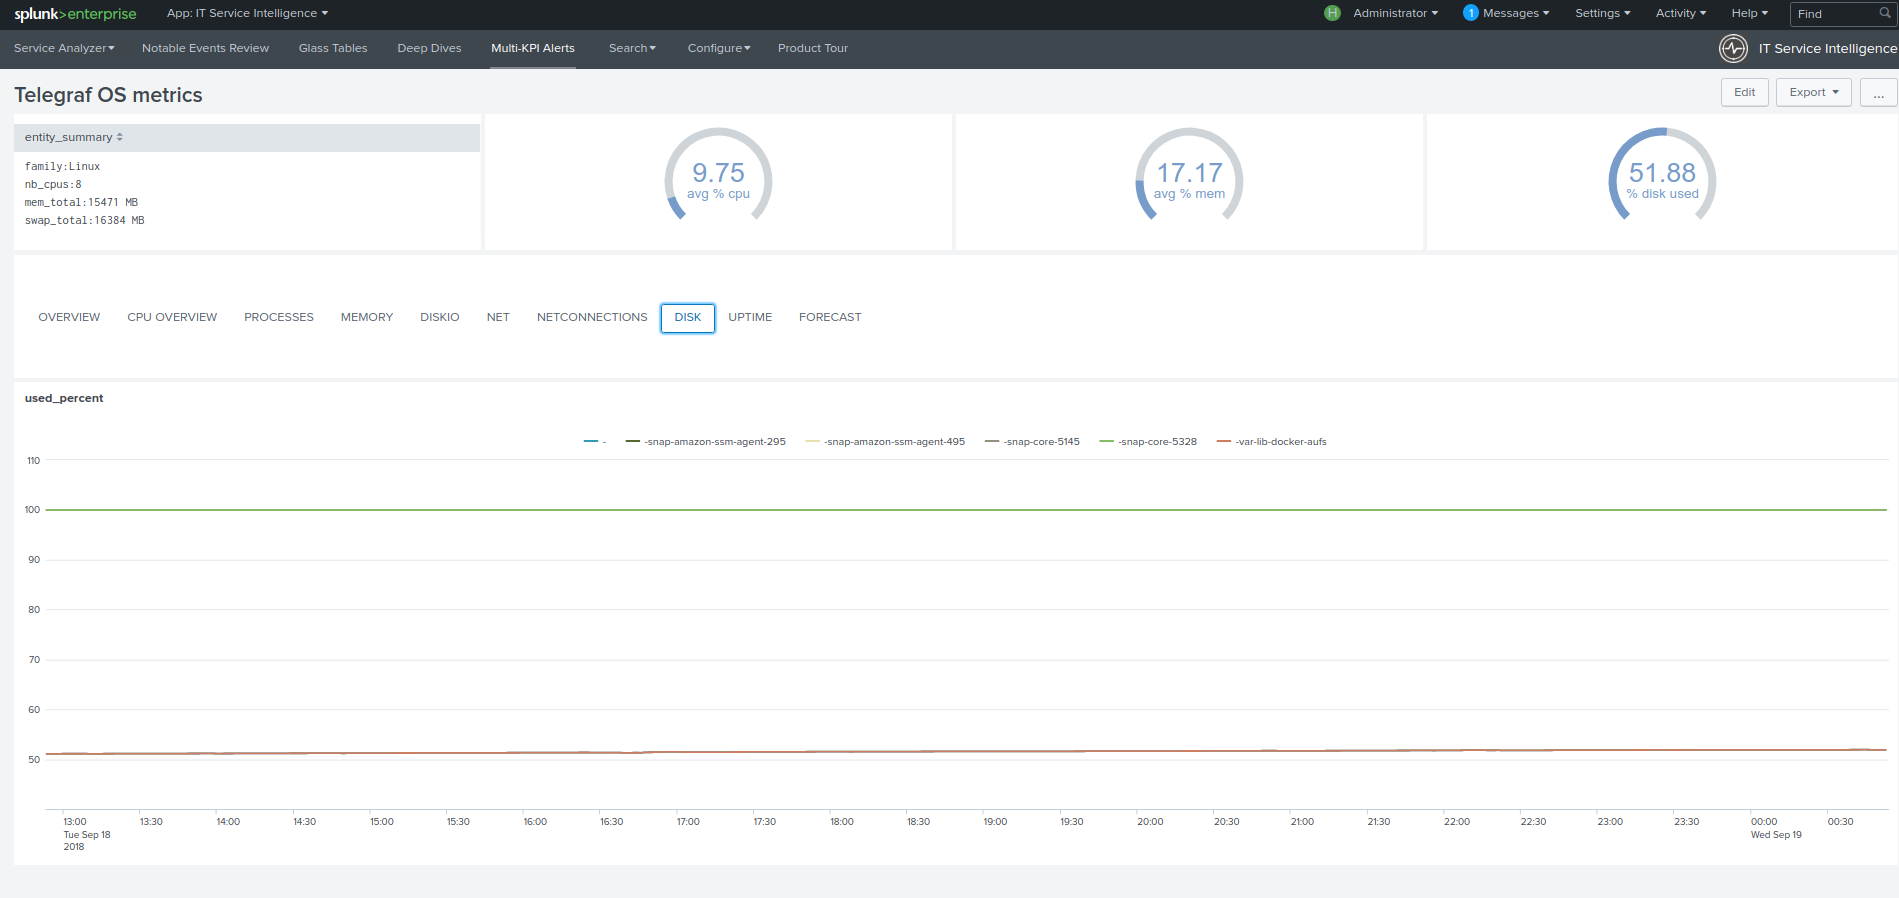 splunk>enterprise App: IT Service Intelligence H Administrator 1 Messages Settings Activity Help Find
Service Analyzer Notable Events Review Glass Tables Deep Dives Multi-KPI Alerts Search Configure Product Tour IT Service Intelligence
Telegraf OS metrics Edit Export ...
entity_summary
family:Linux
nb_cpus:8
mem_total:15471 MB
swap_total:16384 MB
9.75
avg % cpu
17.17
avg % mem
51.88
% disk used
OVERVIEW CPU OVERVIEW PROCESSES MEMORY DISKIO NET NETCONNECTIONS DISK UPTIME FORECAST
used_percent
- -snap-amazon-ssm-agent-295 -snap-amazon-ssm-agent-495 -snap-core-5145 -snap-core-5328 -var-lib-docker-aufs
110
100
90
80
70
60
50
13:00 13:30 14:00 14:30 15:00 15:30 16:00 16:30 17:00 17:30 18:00 18:30 19:00 19:30 20:00 20:30 21:00 21:30 22:00 22:30 23:00 23:30 00:00 00:30
Tue Sep 18 Wed Sep 19
2018